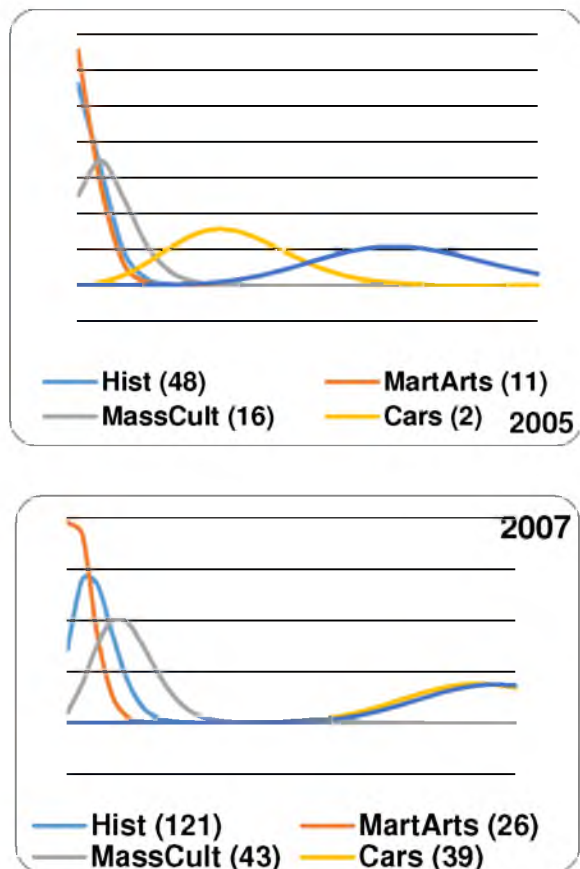 Hist (48) MartArts (11)
MassCult (16) Cars (2) 2005
2007
Hist (121) MartArts (26)
MassCult (43) Cars (39)